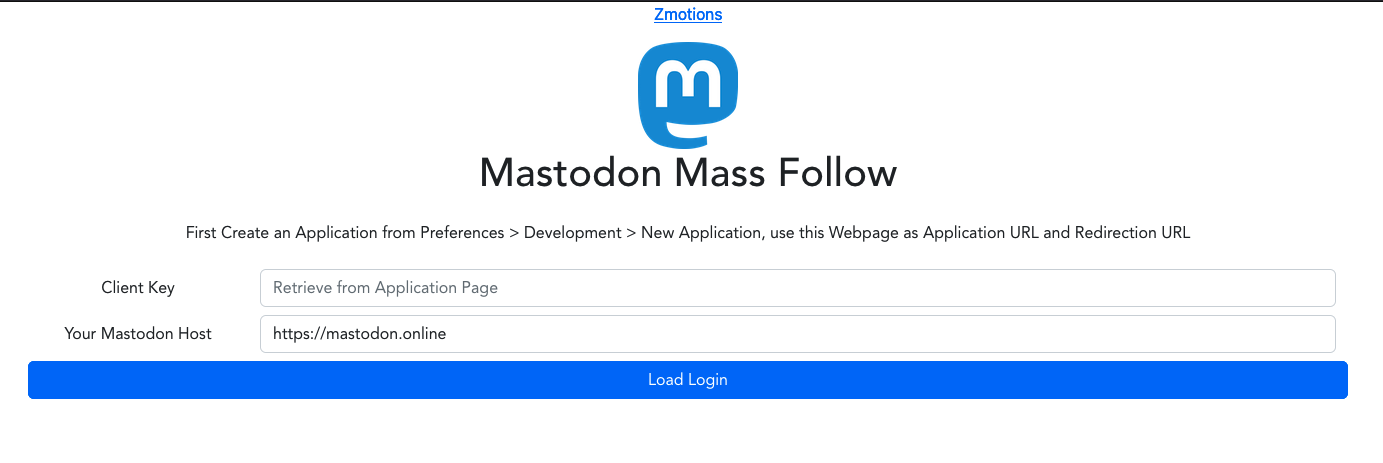 Zmotions
Mastodon Mass Follow
First Create an Application from Preferences > Development > New Application, use this Webpage as Application URL and Redirection URL
Client Key
Retrieve from Application Page
Your Mastodon Host
https://mastodon.online
Load Login